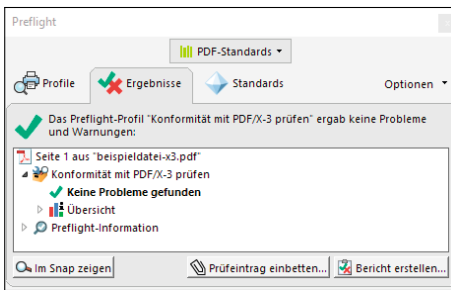 Preflight
PDF-Standards
Profile Ergebnisse Standards Optionen
Das Preflight-Profil "Konformität mit PDF/X-3 prüfen" ergab keine Probleme
und Warnungen:
Seite 1 aus "beispieldatei-x3.pdf"
Konformität mit PDF/X-3 prüfen
Keine Probleme gefunden
Übersicht
Preflight-Information
Im Snap zeigen Prüfeintrag einbetten... Bericht erstellen...